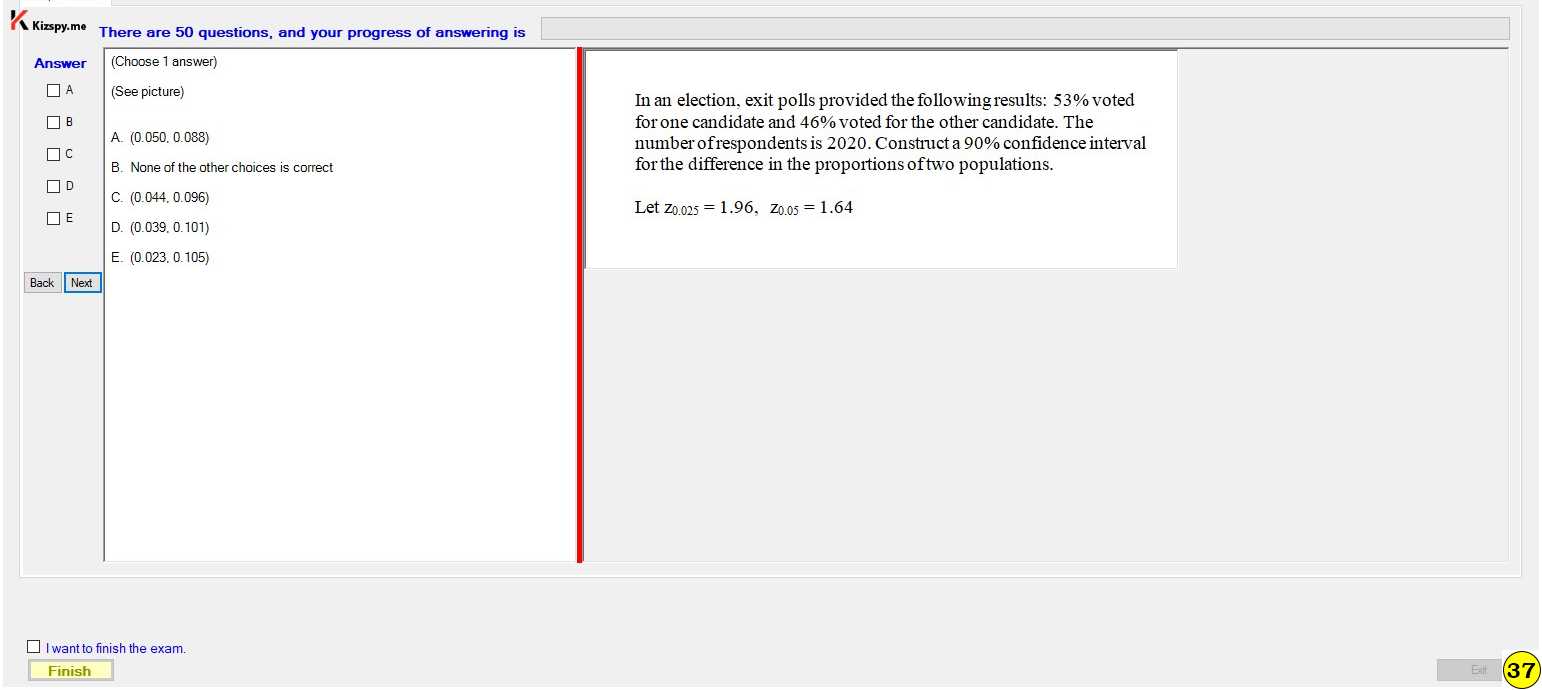 Kizspy.me
There are 50 questions, and your progress of answering is
Answer
A
B
C
D
E
Back Next
(Choose 1 answer)
(See picture)
A. (0.050, 0.088)
B. None of the other choices is correct
C. (0.044, 0.096)
D. (0.039, 0.101)
E. (0.023, 0.105)
In an election, exit polls provided the following results: 53% voted
for one candidate and 46% voted for the other candidate. The
number of respondents is 2020. Construct a 90% confidence interval
for the difference in the proportions of two populations.
Let z0.025 = 1.96, z0.05 = 1.64
I want to finish the exam.
Finish
Exit
37